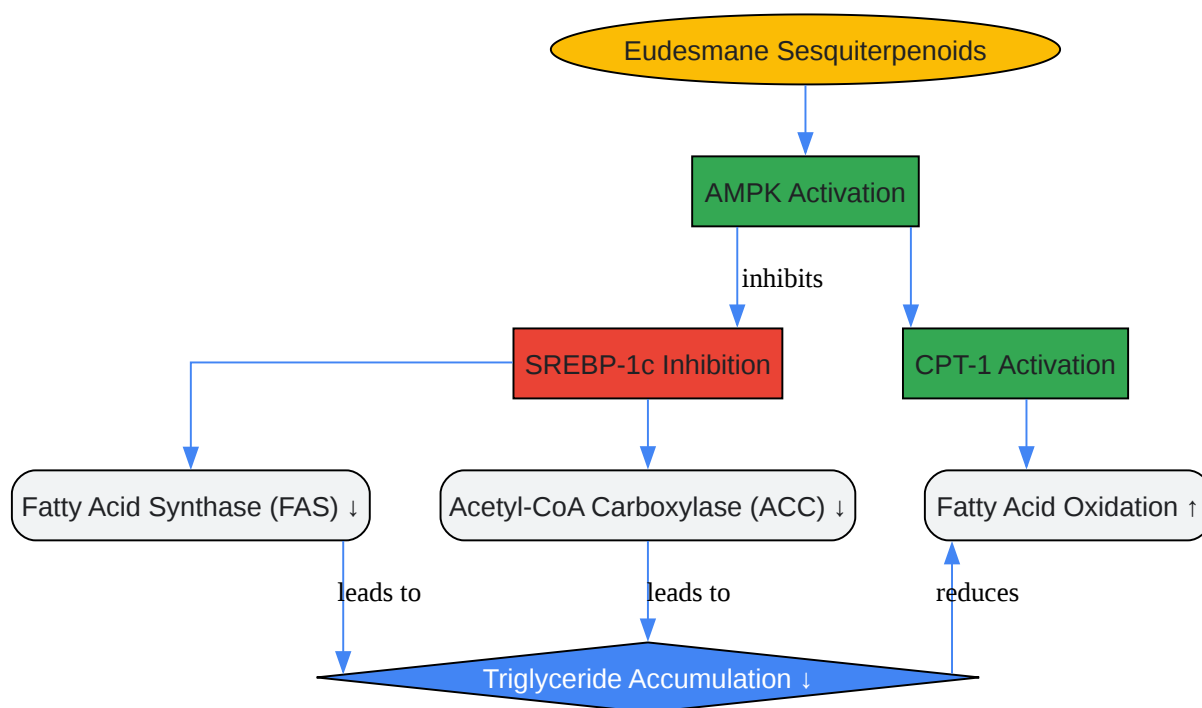 Eudesmane Sesquiterpenoids
AMPK Activation
inhibits
SREBP-1c Inhibition
CPT-1 Activation
Fatty Acid Synthase (FAS) ↓
Acetyl-CoA Carboxylase (ACC) ↓
Fatty Acid Oxidation ↑
leads to
leads to
reduces
Triglyceride Accumulation ↓